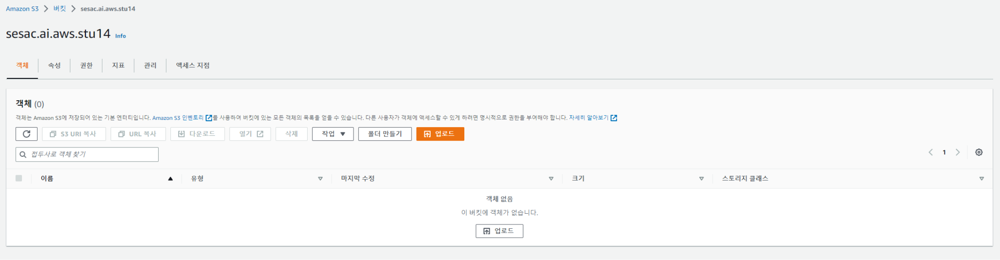 Amazon S3 > 버킷 > sesac.ai.aws.stu14
sesac.ai.aws.stu14 Info
객체 속성 권한 지표 관리 액세스 지점
객체 (0)
객체는 Amazon S3에 저장되어 있는 기본 엔터티입니다. Amazon S3 인벤토리를 사용하여 버킷에 있는 모든 객체의 목록을 얻을 수 있습니다. 다른 사용자가 객체에 액세스할 수 있게 하려면 명시적으로 권한을 부여해야 합니다. 자세히 알아보기
S3 URI 복사 URL 복사 다운로드 열기 삭제 작업 폴더 만들기 업로드
접두사로 객체 찾기 1
이름 유형 마지막 수정 크기 스토리지 클래스
객체 없음
이 버킷에 객체가 없습니다.
업로드